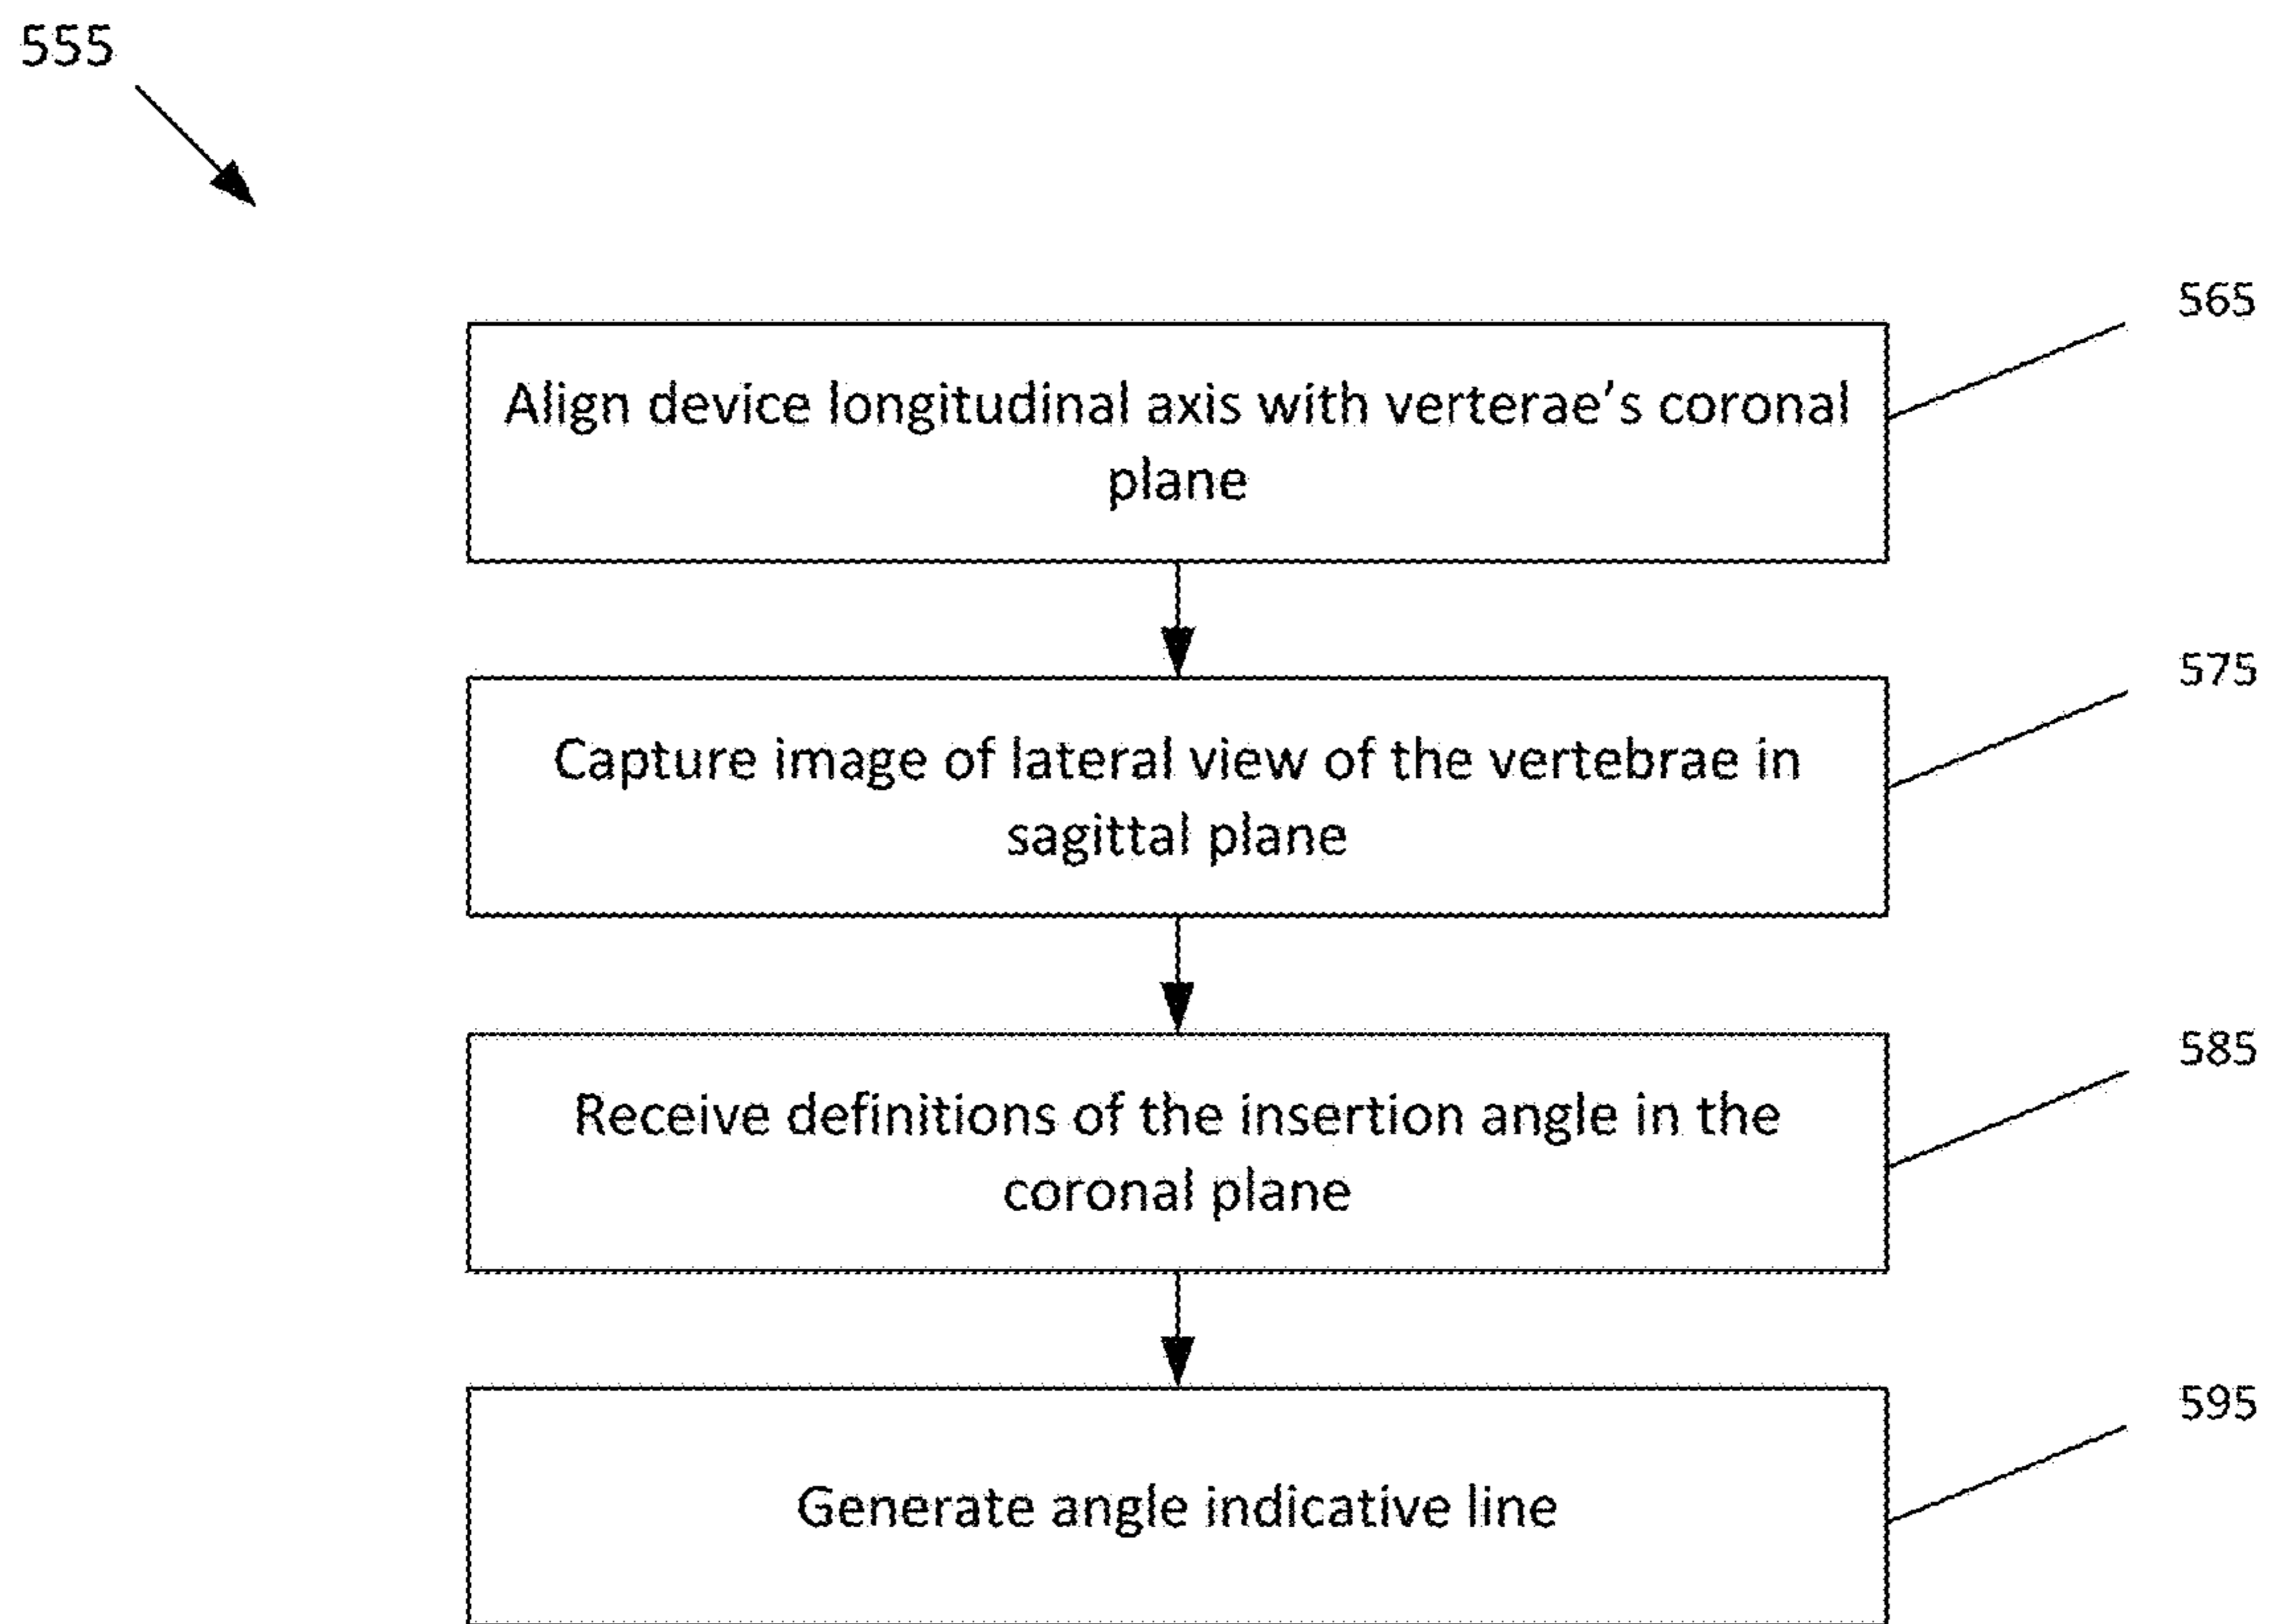 555
565
Align device longitudinal axis with verterae's coronal
plane
575
Capture image of lateral view of the vertebrae in
sagittal plane
585
Receive definitions of the insertion angle in the
coronal plane
595
Generate angle indicative line